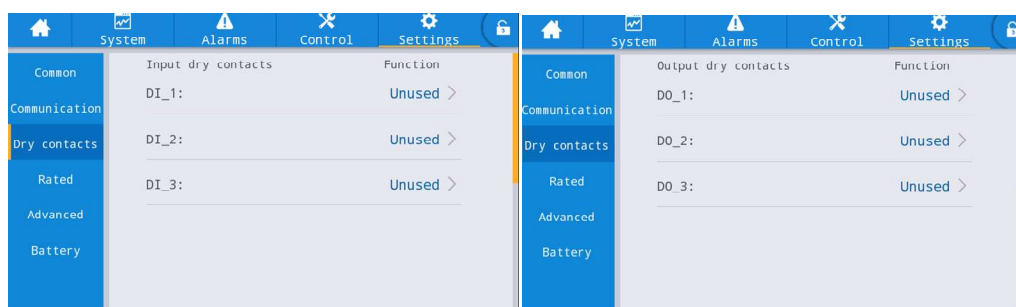 System Alarms Control Settings
Common
Communication
Dry contacts
Rated
Advanced
Battery
Input dry contacts Function
DI_1: Unused >
DI_2: Unused >
DI_3: Unused >
System Alarms Control Settings
Common
Communication
Dry contacts
Rated
Advanced
Battery
Output dry contacts Function
DO_1: Unused >
DO_2: Unused >
DO_3: Unused >